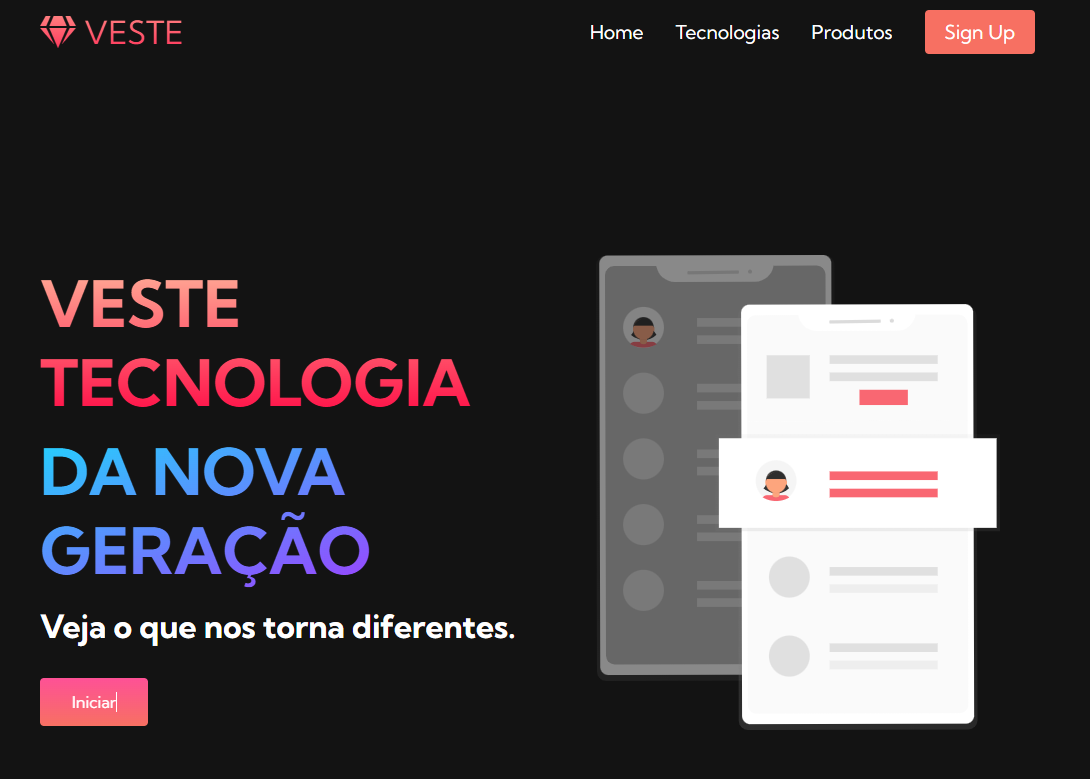 VESTE
Home Tecnologias Produtos Sign Up
VESTE
TECNOLOGIA
DA NOVA
GERAÇÃO
Veja o que nos torna diferentes.
Iniciar